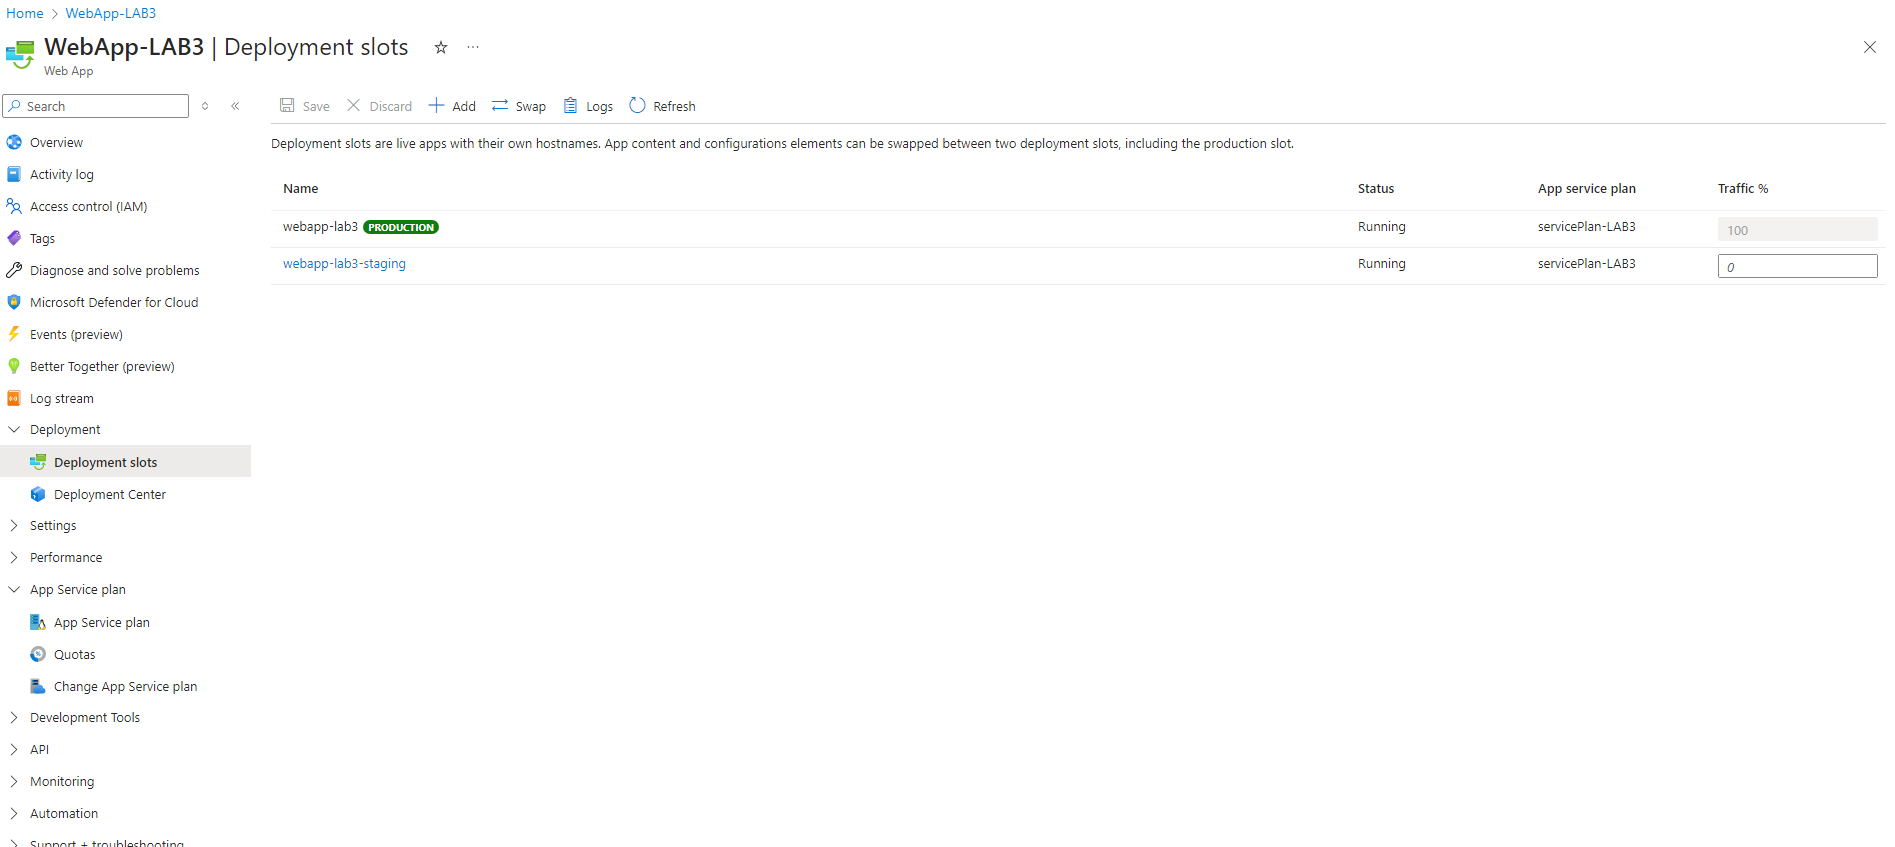 Home > WebApp-LAB3
WebApp-LAB3 | Deployment slots
Web App
Search
Save Discard Add Swap Logs Refresh
Deployment slots are live apps with their own hostnames. App content and configurations elements can be swapped between two deployment slots, including the production slot.
Name Status App service plan Traffic %
webapp-lab3 PRODUCTION Running servicePlan-LAB3 100
webapp-lab3-staging Running servicePlan-LAB3 0
Overview
Activity log
Access control (IAM)
Tags
Diagnose and solve problems
Microsoft Defender for Cloud
Events (preview)
Better Together (preview)
Log stream
Deployment
Deployment slots
Deployment Center
Settings
Performance
App Service plan
App Service plan
Quotas
Change App Service plan
Development Tools
API
Monitoring
Automation
Support + troubleshooting